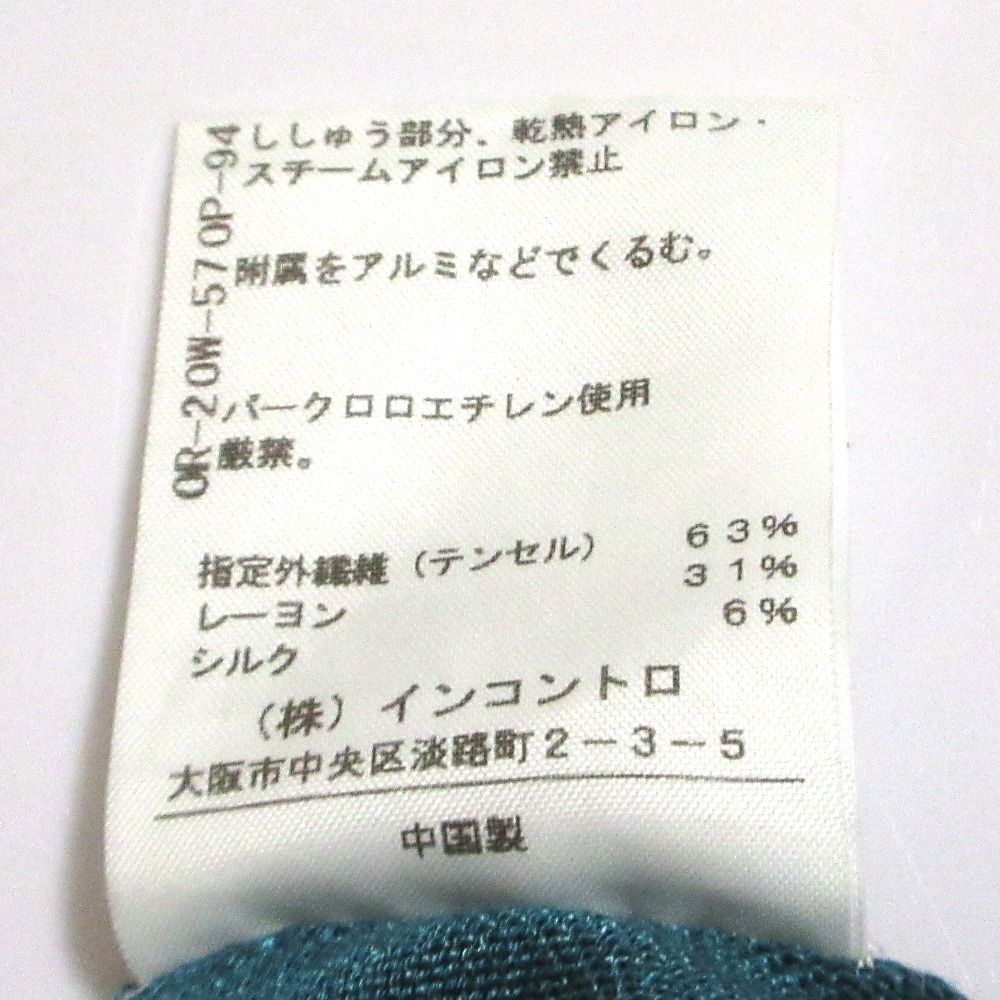 ししゅう部分、乾熱アイロン・
スチームアイロン禁止
附属をアルミなどでくるむ。
パークロロエチレン使用
厳禁。
指定外繊維（テンセル） 63%
レーヨン 31%
シルク 6%
（株）インコントロ
大阪市中央区淡路町2－3－5
中国製
OR-20W-570P-94